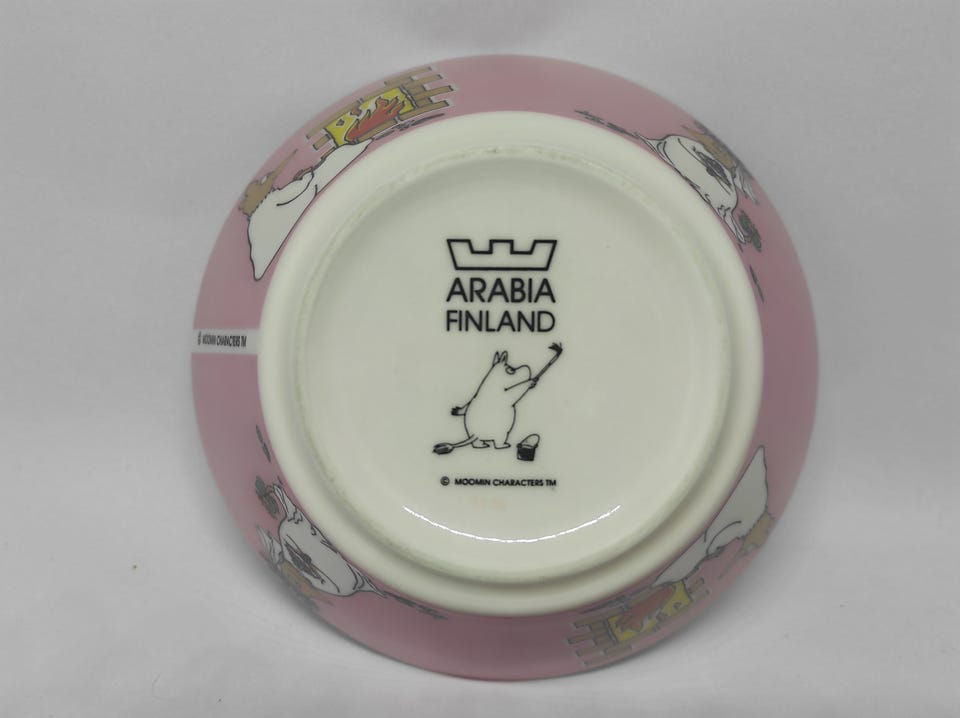 ARABIA
FINLAND
© MOOMIN CHARACTERS TM
© MOOMIN CHARACTERS TM